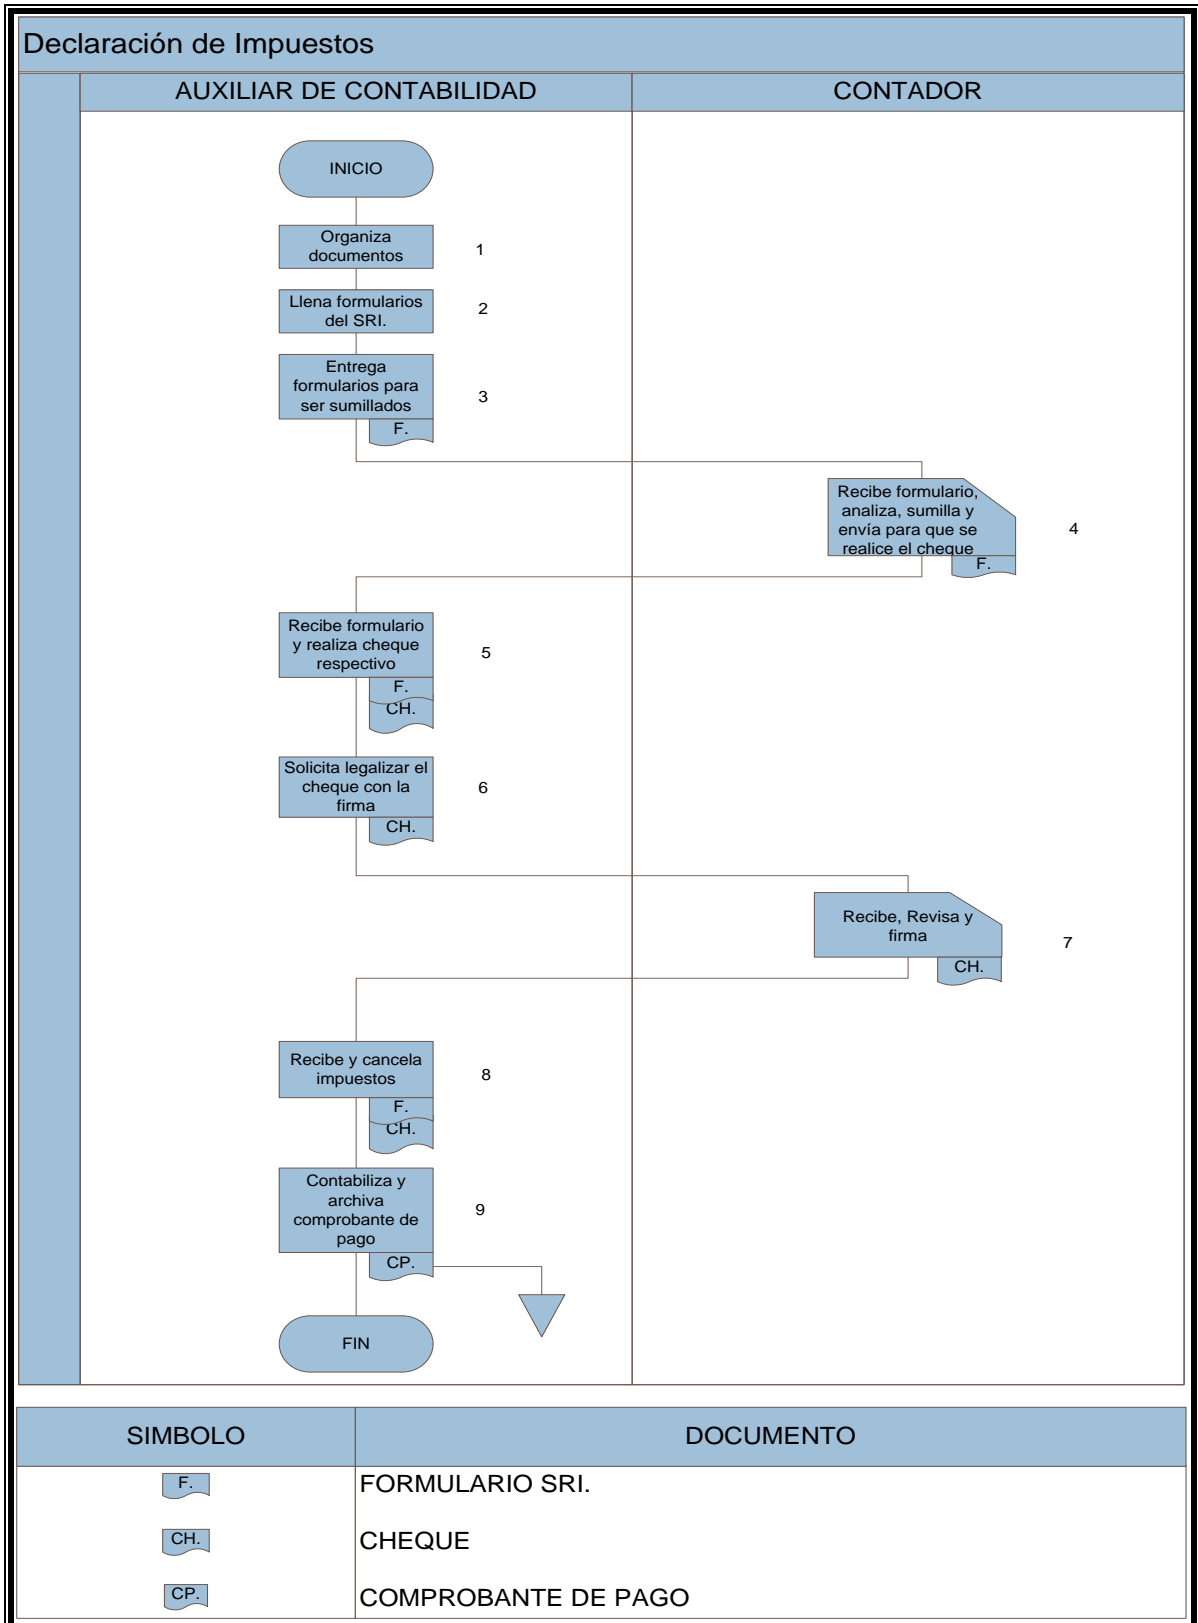 Declaración de Impuestos
AUXILIAR DE CONTABILIDAD
CONTADOR
INICIO
Organiza
documentos
1
Llena formularios
del SRI.
2
Entrega
formularios para
ser sumillados
3
F.
Recibe formulario,
analiza, sumilla y
envía para que se
realice el cheque
4
F.
Recibe formulario
y realiza cheque
respectivo
5
F.
CH.
Solicita legalizar el
cheque con la
firma
6
CH.
Recibe, Revisa y
firma
7
CH.
Recibe y cancela
impuestos
8
F.
CH.
Contabiliza y
archiva
comprobante de
pago
9
CP.
FIN
SIMBOLO
DOCUMENTO
F.
FORMULARIO SRI.
CH.
CHEQUE
CP.
COMPROBANTE DE PAGO